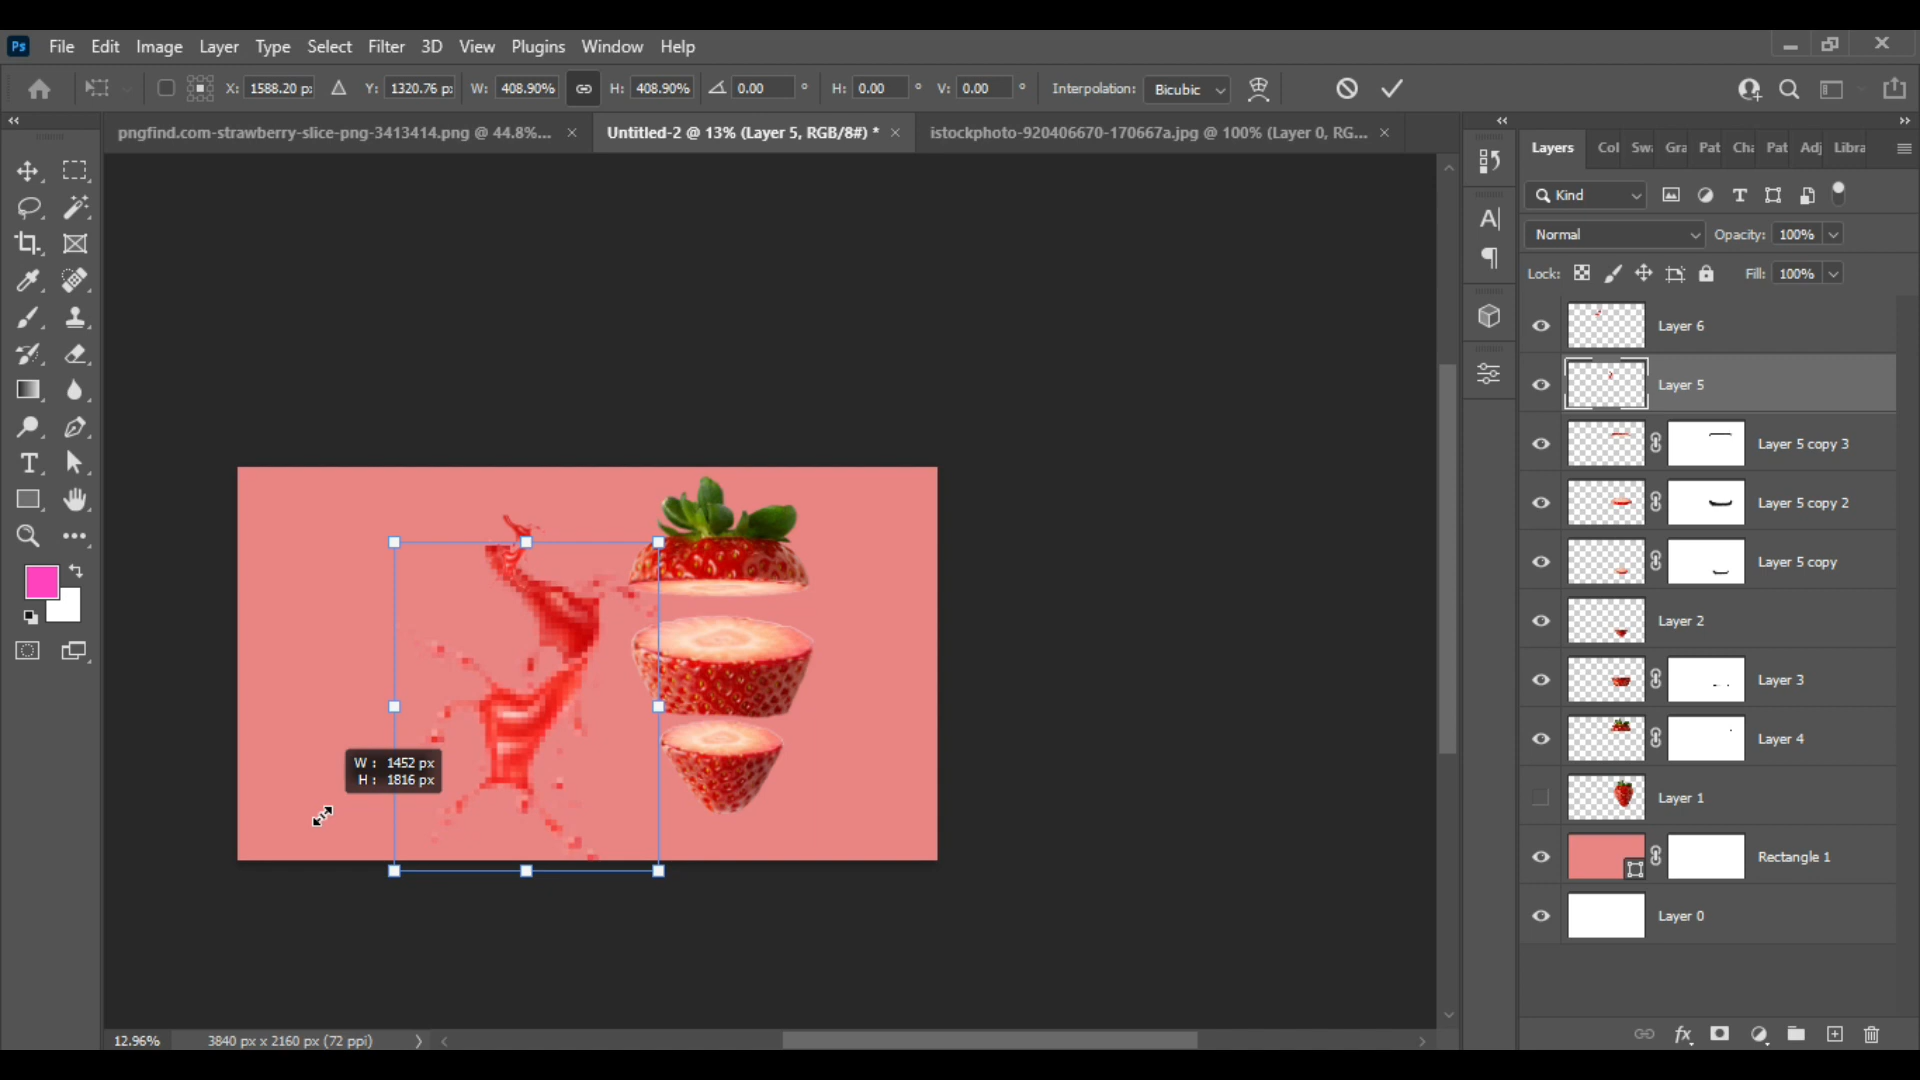 Ps File Edit Image Layer Type Select Filter 3D View Plugins Window Help
X: 1588.20 p: Y: 1320.76 p: W: 408.90% H: 408.90% 0.00 ° H: 0.00 ° V: 0.00 ° Interpolation: Bicubic
pngfind.com-strawberry-slice-png-3413414.png @ 44.8%... × Untitled-2 @ 13% (Layer 5, RGB/8#) * × istockphoto-920406670-170667a.jpg @ 100% (Layer 0, RG... ×
Layers Col Swa Gra Pat Cha Pat Adj Libra
Kind
Normal Opacity: 100%
Lock: Fill: 100%
Layer 6
Layer 5
Layer 5 copy 3
Layer 5 copy 2
Layer 5 copy
Layer 2
Layer 3
Layer 4
Layer 1
Rectangle 1
Layer 0
W : 1452 px
H : 1816 px
12.96% 3840 px x 2160 px (72 ppi)